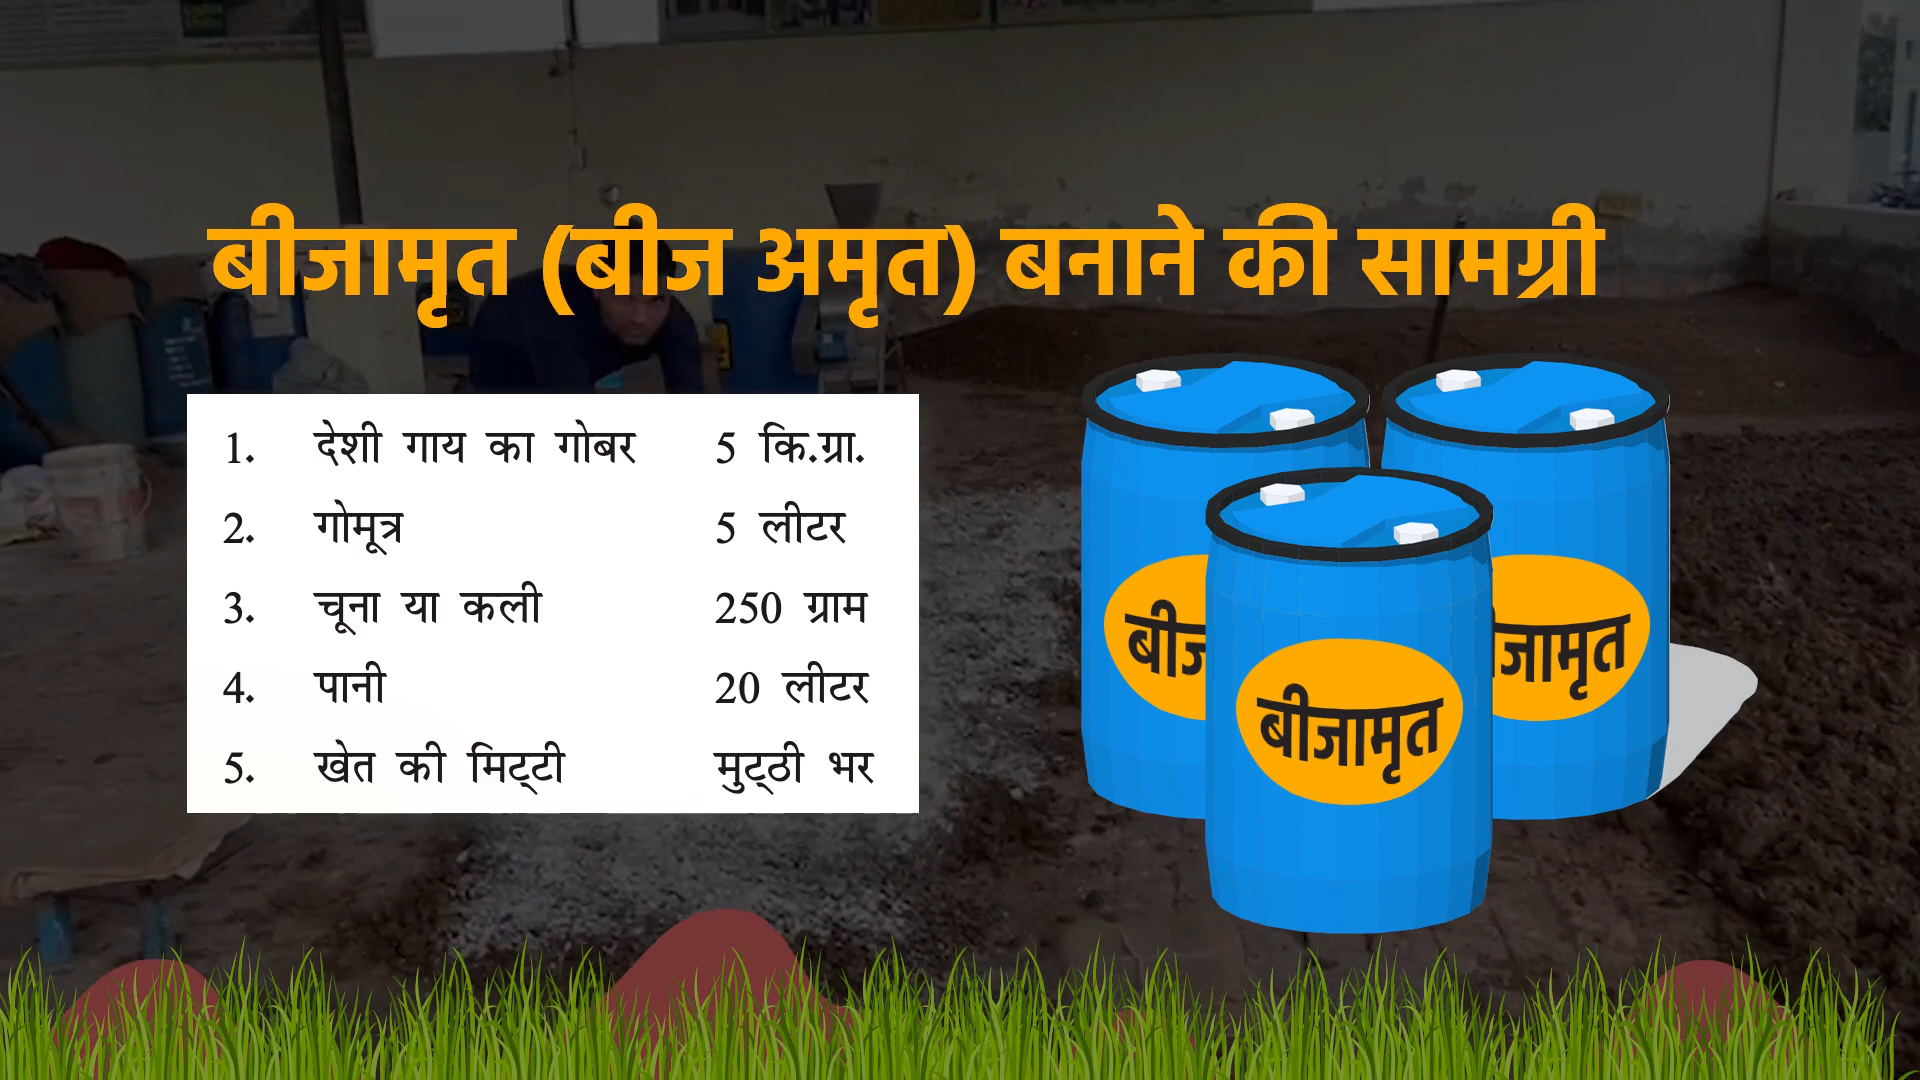 बीजामृत (बीज अमृत) बनाने की सामग्री
1. देशी गाय का गोबर 5 कि.ग्रा.
2. गोमूत्र 5 लीटर
3. चूना या कली 250 ग्राम
4. पानी 20 लीटर
5. खेत की मिट्टी मुट्ठी भर
बीज
जामृत
बीजामृत